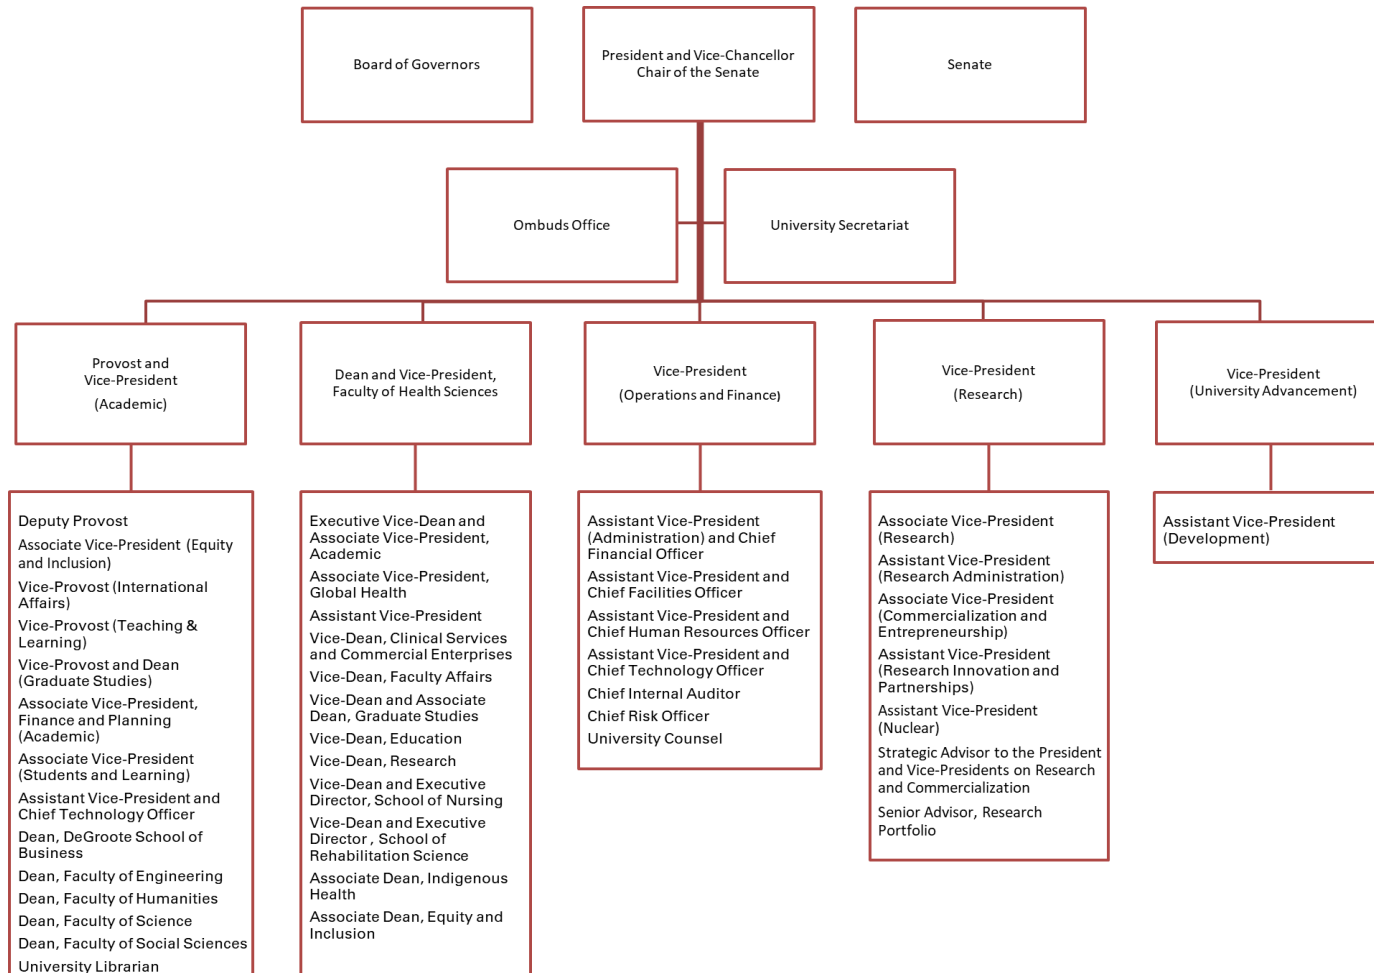 Board of Governors
President and Vice-Chancellor
Chair of the Senate
Senate
Ombuds Office
University Secretariat
Provost and
Vice-President
(Academic)
Dean and Vice-President,
Faculty of Health Sciences
Vice-President
(Operations and Finance)
Vice-President
(Research)
Vice-President
(University Advancement)
Deputy Provost
Associate Vice-President (Equity
and Inclusion)
Vice-Provost (International
Affairs)
Vice-Provost (Teaching &
Learning)
Vice-Provost and Dean
(Graduate Studies)
Associate Vice-President,
Finance and Planning
(Academic)
Associate Vice-President
(Students and Learning)
Assistant Vice-President and
Chief Technology Officer
Dean, DeGroote School of
Business
Dean, Faculty of Engineering
Dean, Faculty of Humanities
Dean, Faculty of Science
Dean, Faculty of Social Sciences
University Librarian
Executive Vice-Dean and
Associate Vice-President,
Academic
Associate Vice-President,
Global Health
Assistant Vice-President
Vice-Dean, Clinical Services
and Commercial Enterprises
Vice-Dean, Faculty Affairs
Vice-Dean and Associate
Dean, Graduate Studies
Vice-Dean, Education
Vice-Dean, Research
Vice-Dean and Executive
Director, School of Nursing
Vice-Dean and Executive
Director , School of
Rehabilitation Science
Associate Dean, Indigenous
Health
Associate Dean, Equity and
Inclusion
Assistant Vice-President
(Administration) and Chief
Financial Officer
Assistant Vice-President and
Chief Facilities Officer
Assistant Vice-President and
Chief Human Resources Officer
Assistant Vice-President and
Chief Technology Officer
Chief Internal Auditor
Chief Risk Officer
University Counsel
Associate Vice-President
(Research)
Assistant Vice-President
(Research Administration)
Associate Vice-President
(Commercialization and
Entrepreneurship)
Assistant Vice-President
(Research Innovation and
Partnerships)
Assistant Vice-President
(Nuclear)
Strategic Advisor to the President
and Vice-Presidents on Research
and Commercialization
Senior Advisor, Research
Portfolio
Assistant Vice-President
(Development)